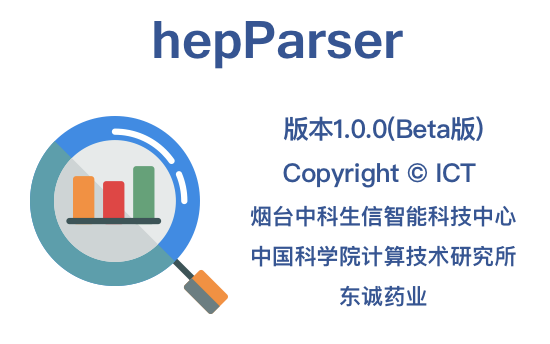 hepParser
版本1.0.0(Beta版)
Copyright © ICT
烟台中科生信智能科技中心
中国科学院计算技术研究所
东诚药业